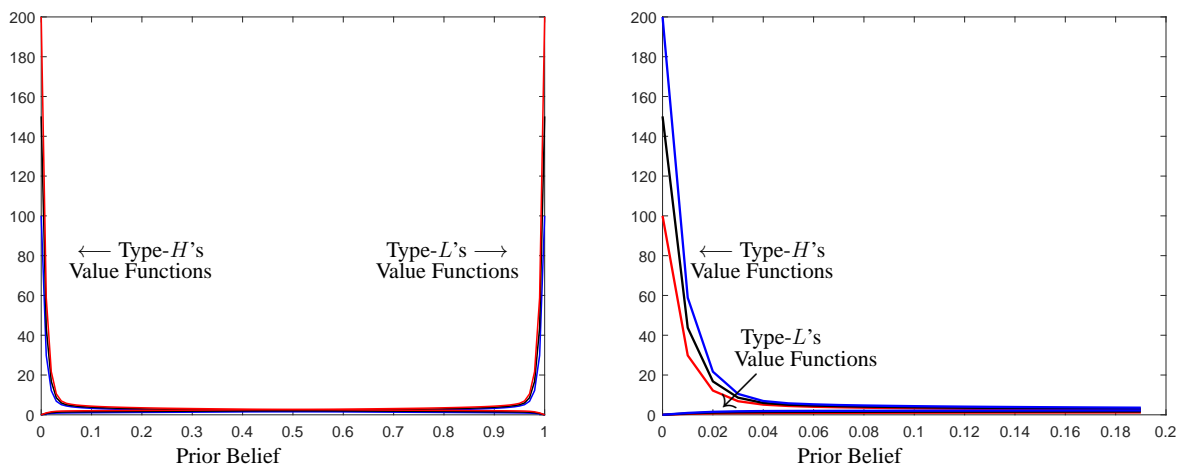 200
180
160
140
120
100
80
60
40
20
0
⟵ Type-H's
Value Functions
Type-L's ⟶
Value Functions
0 0.1 0.2 0.3 0.4 0.5 0.6 0.7 0.8 0.9 1
Prior Belief
200
180
160
140
120
100
80
60
40
20
0
⟵ Type-H's
Value Functions
Type-L's
Value Functions
0 0.02 0.04 0.06 0.08 0.1 0.12 0.14 0.16 0.18 0.2
Prior Belief